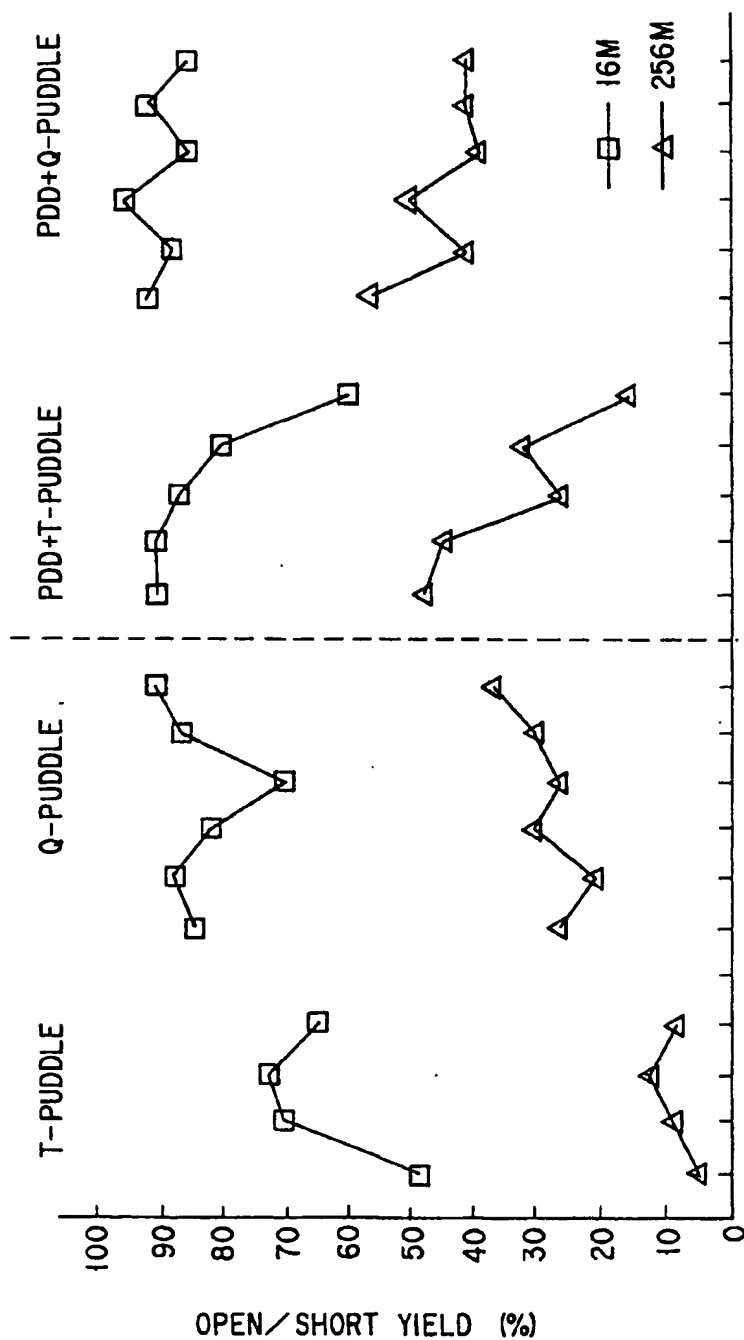 T-PUDDLE
Q-PUDDLE
PDD+T-PUDDLE
PDD+Q-PUDDLE
100
90
80
70
60
50
40
30
20
10
0
OPEN/SHORT YIELD (%)
16M
256M